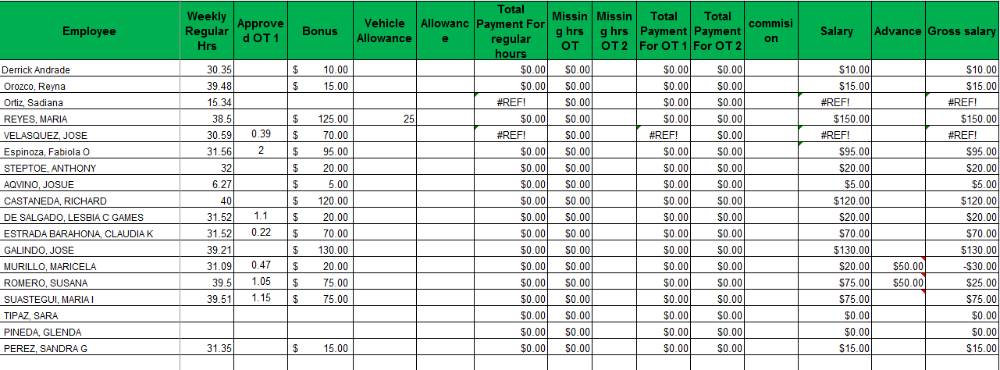 Employee Weekly Regular Hrs Approve d OT 1 Bonus Vehicle Allowance Allowanc e Total Payment For regular hours Missin g hrs OT Missin g hrs OT 2 Total Payment For OT 1 Total Payment For OT 2 commisi on Salary Advance Gross salary
Derrick Andrade 30.35 $ 10.00 $0.00 $0.00 $0.00 $0.00 $10.00 $10.00
Orozco, Reyna 39.48 $ 15.00 $0.00 $0.00 $0.00 $0.00 $15.00 $15.00
Ortiz, Sadiana 15.34 #REF! $0.00 $0.00 $0.00 #REF! #REF!
REYES, MARIA 38.5 $ 125.00 25 $0.00 $0.00 $0.00 $0.00 $150.00 $150.00
VELASQUEZ, JOSE 30.59 0.39 $ 70.00 #REF! $0.00 #REF! $0.00 #REF! #REF!
Espinoza, Fabiola O 31.56 2 $ 95.00 $0.00 $0.00 $0.00 $0.00 $95.00 $95.00
STEPTOE, ANTHONY 32 $ 20.00 $0.00 $0.00 $0.00 $0.00 $20.00 $20.00
AQVINO, JOSUE 6.27 $ 5.00 $0.00 $0.00 $0.00 $0.00 $5.00 $5.00
CASTANEDA, RICHARD 40 $ 120.00 $0.00 $0.00 $0.00 $0.00 $120.00 $120.00
DE SALGADO, LESBIA C GAMES 31.52 1.1 $ 20.00 $0.00 $0.00 $0.00 $0.00 $20.00 $20.00
ESTRADA BARAHONA, CLAUDIA K 31.52 0.22 $ 70.00 $0.00 $0.00 $0.00 $0.00 $70.00 $70.00
GALINDO, JOSE 39.21 $ 130.00 $0.00 $0.00 $0.00 $0.00 $130.00 $130.00
MURILLO, MARICELA 31.09 0.47 $ 20.00 $0.00 $0.00 $0.00 $0.00 $20.00 $50.00 -$30.00
ROMERO, SUSANA 39.5 1.05 $ 75.00 $0.00 $0.00 $0.00 $0.00 $75.00 $50.00 $25.00
SUASTEGUI, MARIA I 39.51 1.15 $ 75.00 $0.00 $0.00 $0.00 $0.00 $75.00 $75.00
TIPAZ, SARA $0.00 $0.00 $0.00 $0.00 $0.00 $0.00
PINEDA, GLENDA $0.00 $0.00 $0.00 $0.00 $0.00 $0.00
PEREZ, SANDRA G 31.35 $ 15.00 $0.00 $0.00 $0.00 $0.00 $15.00 $15.00